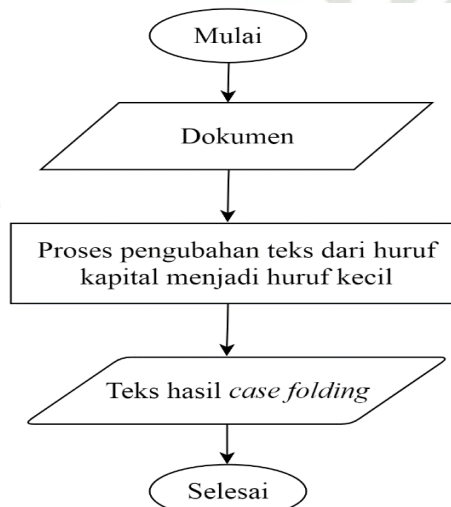 Mulai
Dokumen
Proses pengubahan teks dari huruf
kapital menjadi huruf kecil
Teks hasil case folding
Selesai